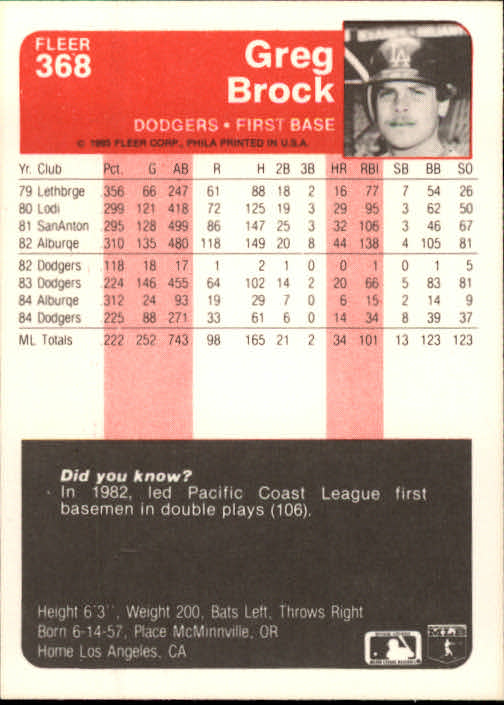 FLEER
368
Greg
Brock
DODGERS • FIRST BASE
© 1985 FLEER CORP., PHILA PRINTED IN U.S.A.
LA
Yr. Club Pct. G AB R H 2B 3B HR RBI SB BB SO
79 Lethbrge .356 66 247 61 88 18 2 16 77 7 54 26
80 Lodi .299 121 418 72 125 19 3 29 95 3 62 50
81 SanAnton .295 128 499 86 147 25 3 32 106 3 46 67
82 Alburqe .310 135 480 118 149 20 8 44 138 4 105 81
82 Dodgers .118 18 17 1 2 1 0 0 1 0 1 5
83 Dodgers .224 146 455 64 102 14 2 20 66 5 83 81
84 Alburqe .312 24 93 19 29 7 0 6 15 2 14 9
84 Dodgers .225 88 271 33 61 6 0 14 34 8 39 37
ML Totals .222 252 743 98 165 21 2 34 101 13 123 123
Did you know?
In 1982, led Pacific Coast League first
basemen in double plays (106).
Height 6'3", Weight 200, Bats Left, Throws Right
Born 6-14-57, Place McMinnville, OR
Home Los Angeles, CA